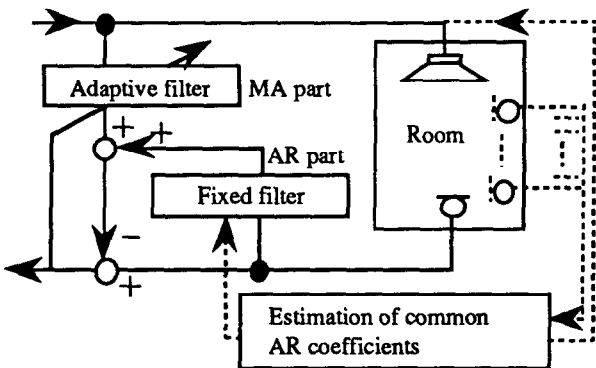 Adaptive filter
MA part
+
+
Room
AR part
Fixed filter
−
+
Estimation of common
AR coefficients